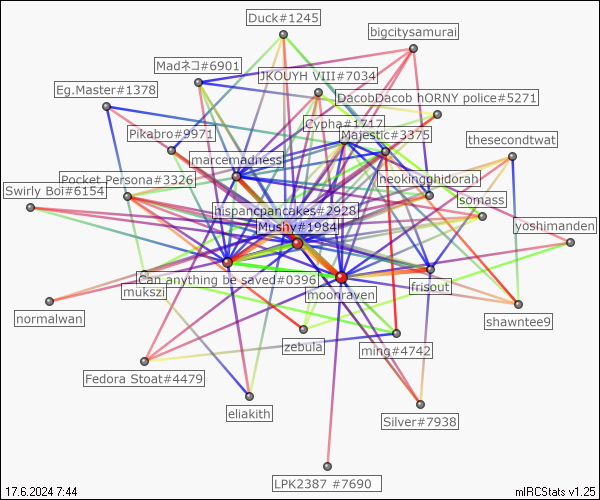 Duck#1245
bigcitysamurai
Madネコ#6901
JKOUYH VIII#7034
Eg.Master#1378
DacobDacob hORNY police#5271
Cypha#1717
Pikabro#9971
Majestic#3375
thesecondtwat
marcemadness
Pocket Persona#3326
neokingghidorah
Swirly Boi#6154
somass
hispancpancakes#2928
Mushy#1984
yoshimanden
Can anything be saved#0396
frisout
mukszi
moonraven
normalwan
shawntee9
zebula
ming#4742
Fedora Stoat#4479
eliakith
Silver#7938
LPK2387 #7690
17.6.2024 7:44
mIRCStats v1.25